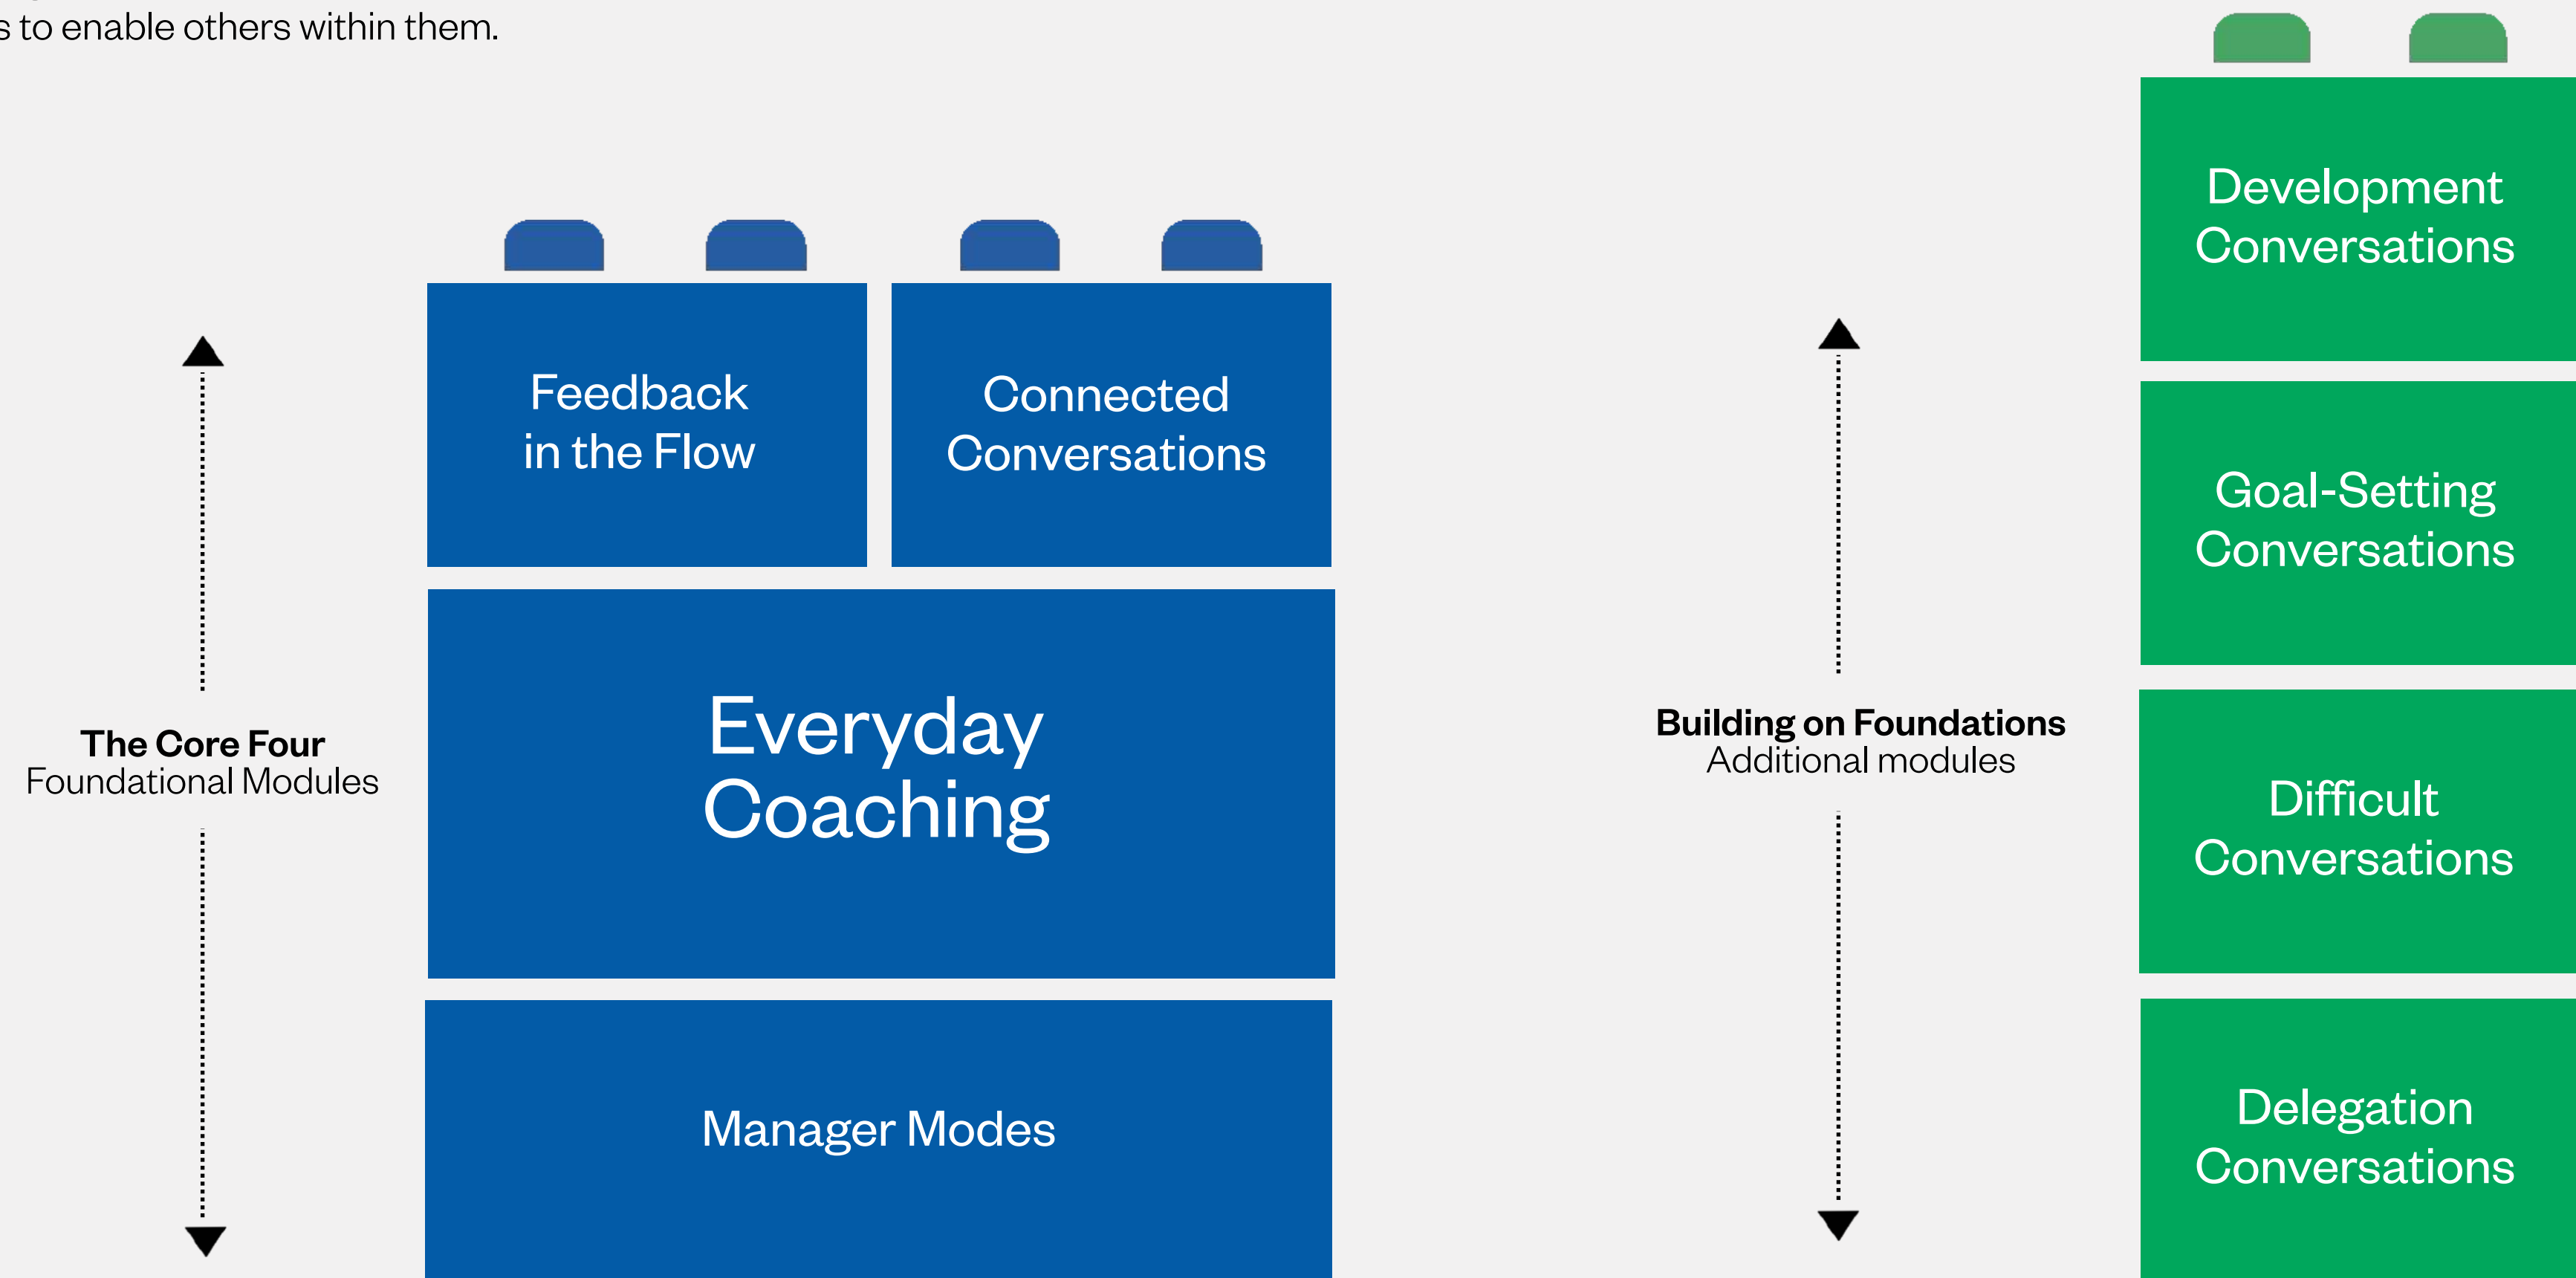 s to enable others within them.
The Core Four
Foundational Modules
Feedback
in the Flow
Connected
Conversations
Everyday
Coaching
Manager Modes
Building on Foundations
Additional modules
Development
Conversations
Goal-Setting
Conversations
Difficult
Conversations
Delegation
Conversations